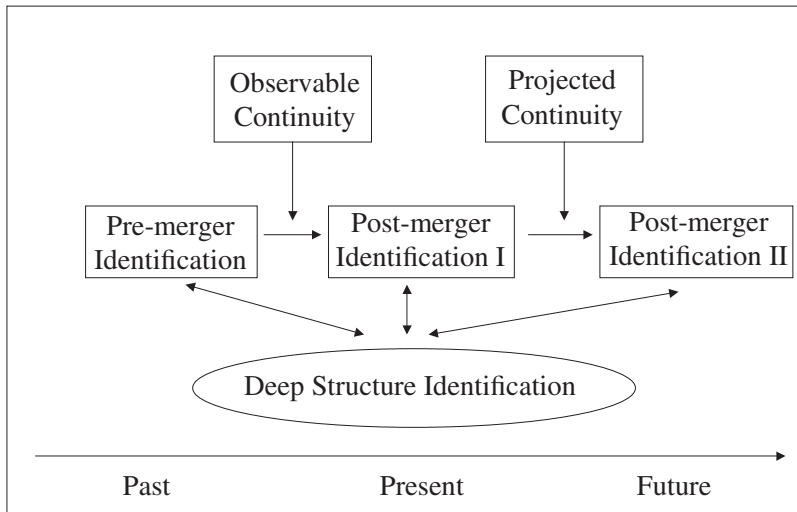 Observable
Continuity
Projected
Continuity
Pre-merger
Identification
Post-merger
Identification I
Post-merger
Identification II
Deep Structure Identification
Past
Present
Future